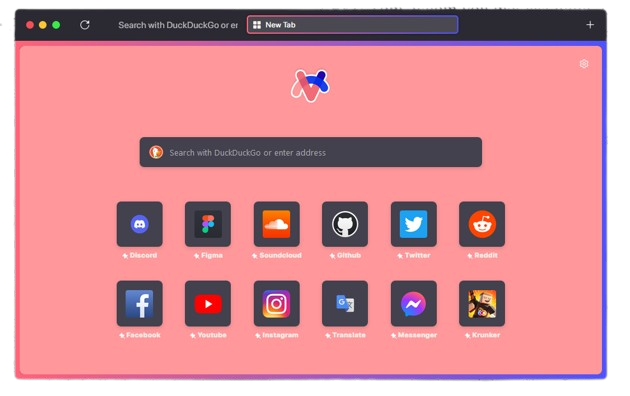 Search with DuckDuckGo or er
New Tab
Search with DuckDuckGo or enter address
Discord
Figma
Soundcloud
Github
Twitter
Reddit
Facebook
Youtube
Instagram
Translate
Messenger
Krunker